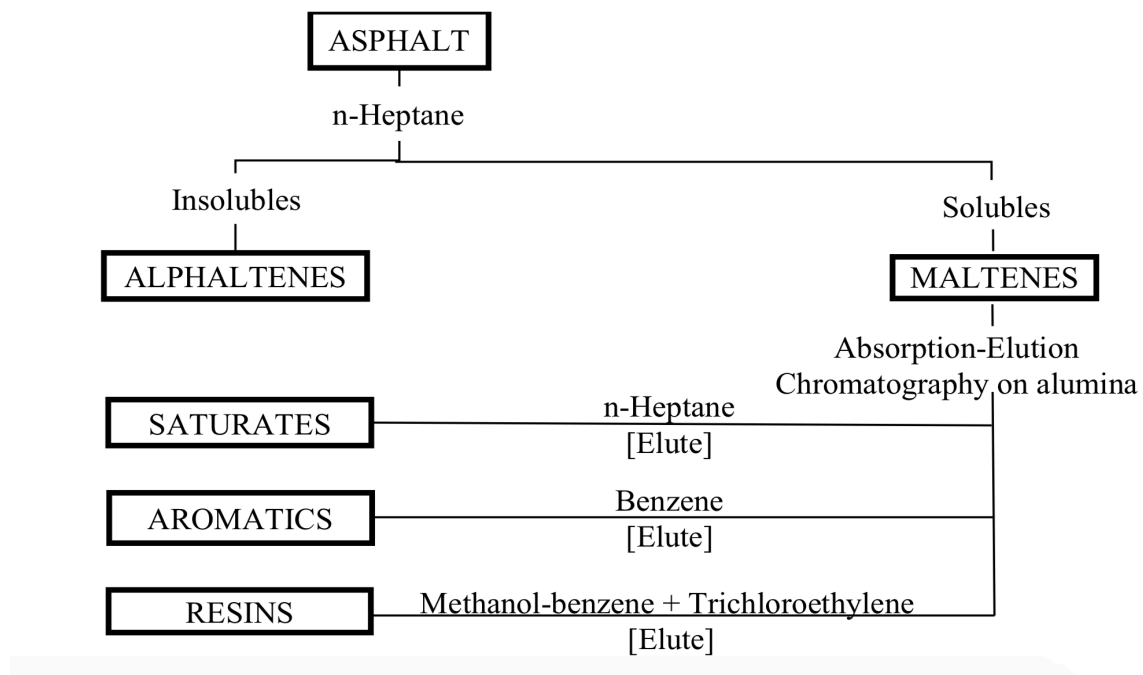 ASPHALT
n-Heptane
Insolubles
Solubles
ALPHALTENES
MALTENES
Absorption-Elution
Chromatography on alumina
n-Heptane
SATURATES
[Elute]
Benzene
AROMATICS
[Elute]
Methanol-benzene + Trichloroethylene
RESINS
[Elute]